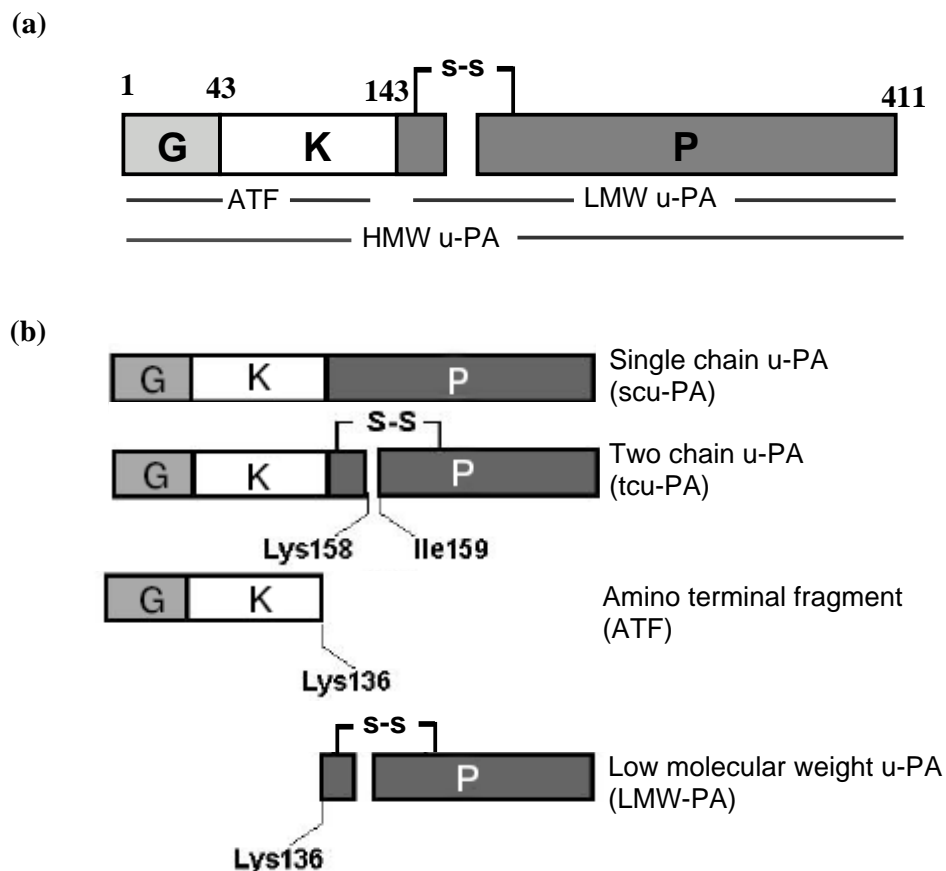 (a)
1 43 143 s-s 411
G K P
ATF LMW u-PA
HMW u-PA
(b)
G K P
Single chain u-PA
(scu-PA)
S-S
G K P
Two chain u-PA
(tcu-PA)
Lys158 Ile159
G K
Amino terminal fragment
(ATF)
Lys136
s-s
P
Low molecular weight u-PA
(LMW-PA)
Lys136